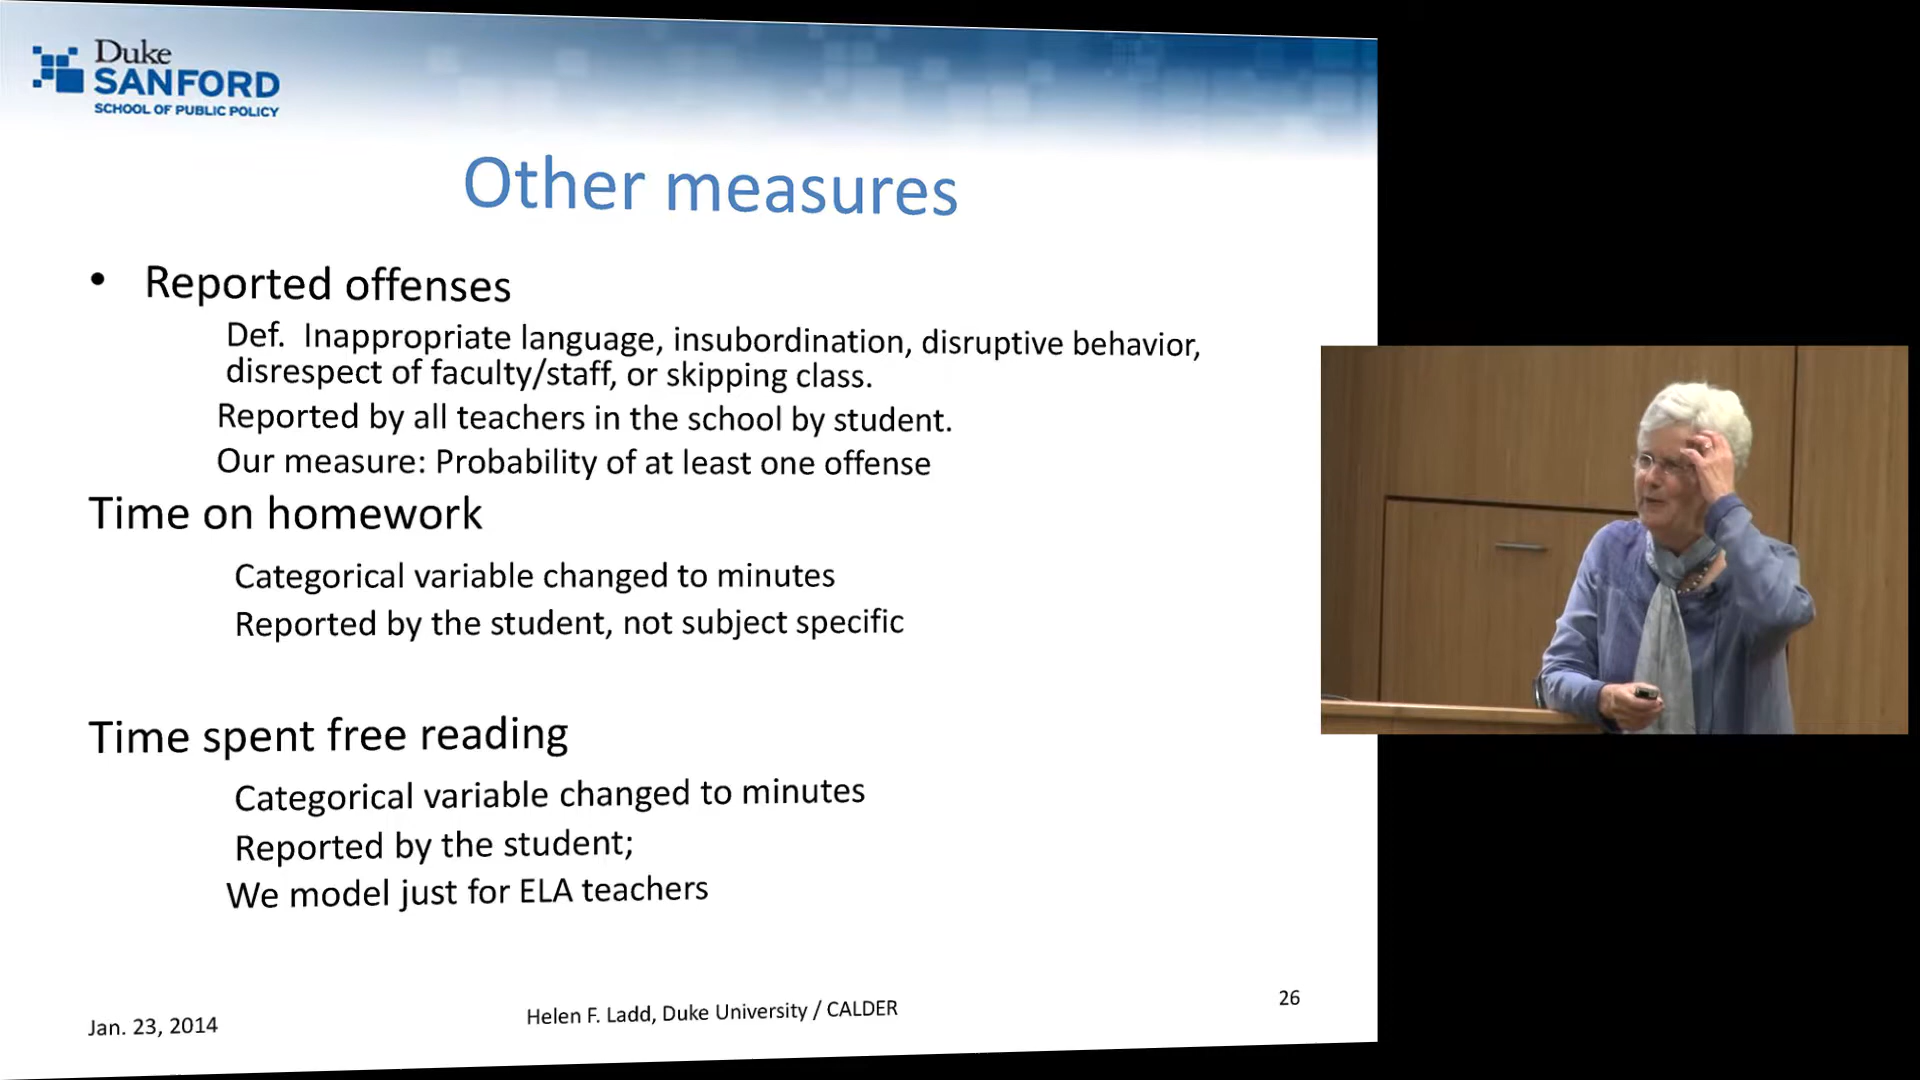 Duke
SANFORD
SCHOOL OF PUBLIC POLICY
Other measures
• Reported offenses
Def. Inappropriate language, insubordination, disruptive behavior,
disrespect of faculty/staff, or skipping class.
Reported by all teachers in the school by student.
Our measure: Probability of at least one offense
Time on homework
Categorical variable changed to minutes
Reported by the student, not subject specific
Time spent free reading
Categorical variable changed to minutes
Reported by the student;
We model just for ELA teachers
Jan. 23, 2014
Helen F. Ladd, Duke University / CALDER
26